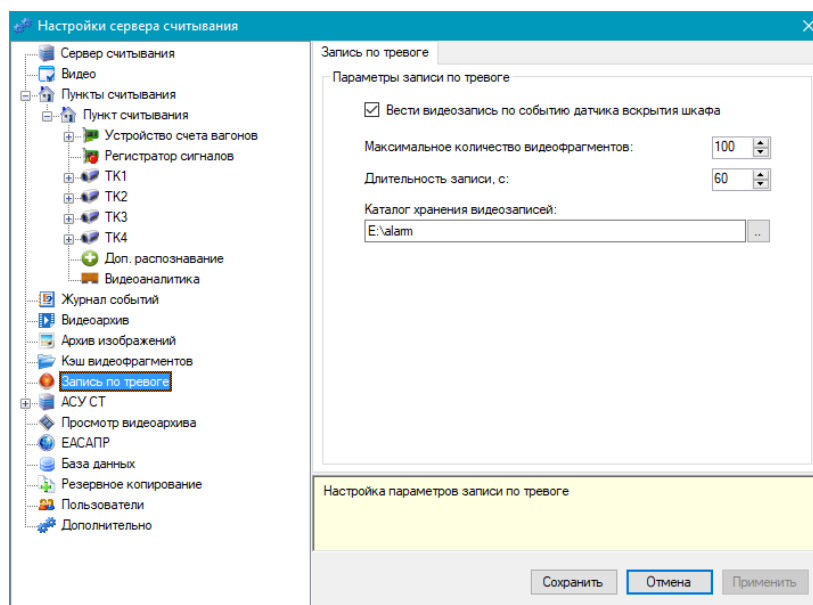 Настройки сервера считывания
Сервер считывания
Видео
Пункты считывания
Пункт считывания
Устройство счета вагонов
Регистратор сигналов
ТК1
ТК2
ТК3
ТК4
Доп. распознавание
Видеоаналитика
Журнал событий
Видеоархив
Архив изображений
Кэш видеофрагментов
Запись по тревоге
АСУ СТ
Просмотр видеоархива
ЕАСАПР
База данных
Резервное копирование
Пользователи
Дополнительно
Запись по тревоге
Параметры записи по тревоге
Вести видеозапись по событию датчика вскрытия шкафа
Максимальное количество видеофрагментов: 100
Длительность записи, с: 60
Каталог хранения видеозаписей:
E:\alarm ..
Настройка параметров записи по тревоге
Сохранить Отмена Применить